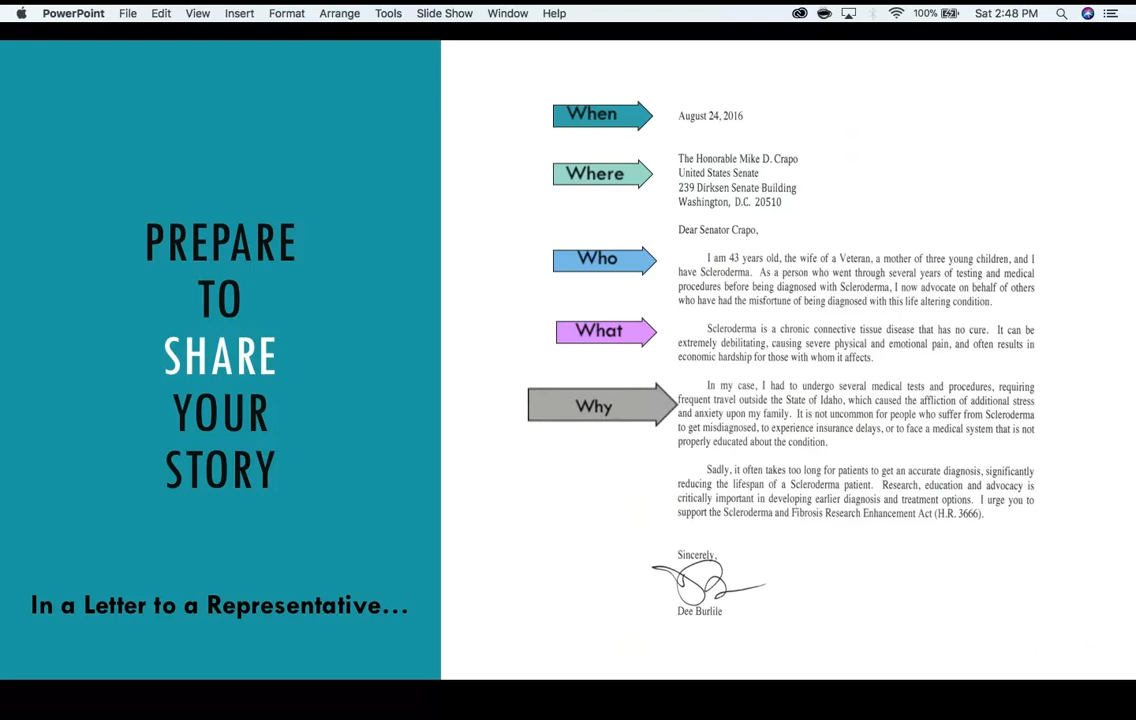 PowerPoint File Edit View Insert Format Arrange Tools Slide Show Window Help 100% Sat 2:48 PM
PREPARE
TO
SHARE
YOUR
STORY
In a Letter to a Representative...
When
August 24, 2016
Where
The Honorable Mike D. Crapo
United States Senate
239 Dirksen Senate Building
Washington, D.C. 20510
Dear Senator Crapo,
Who
I am 43 years old, the wife of a Veteran, a mother of three young children, and I
have Scleroderma. As a person who went through several years of testing and medical
procedures before being diagnosed with Scleroderma, I now advocate on behalf of others
who have had the misfortune of being diagnosed with this life altering condition.
What
Scleroderma is a chronic connective tissue disease that has no cure. It can be
extremely debilitating, causing severe physical and emotional pain, and often results in
economic hardship for those with whom it affects.
Why
In my case, I had to undergo several medical tests and procedures, requiring
frequent travel outside the State of Idaho, which caused the affliction of additional stress
and anxiety upon my family. It is not uncommon for people who suffer from Scleroderma
to get misdiagnosed, to experience insurance delays, or to face a medical system that is not
properly educated about the condition.
Sadly, it often takes too long for patients to get an accurate diagnosis, significantly
reducing the lifespan of a Scleroderma patient. Research, education and advocacy is
critically important in developing earlier diagnosis and treatment options. I urge you to
support the Scleroderma and Fibrosis Research Enhancement Act (H.R. 3666).
Sincerely,
Dee Burlile